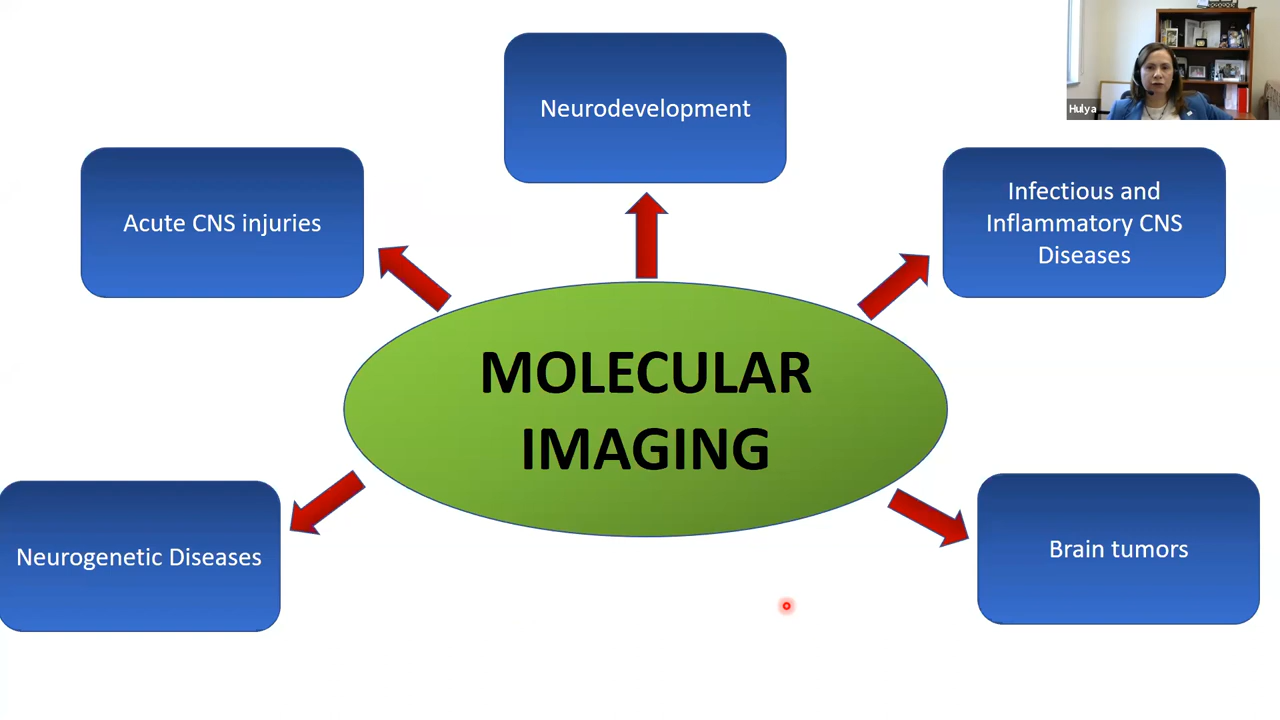 Neurodevelopment
Hulya
Acute CNS injuries
Infectious and
Inflammatory CNS
Diseases
MOLECULAR
IMAGING
Neurogenetic Diseases
Brain tumors